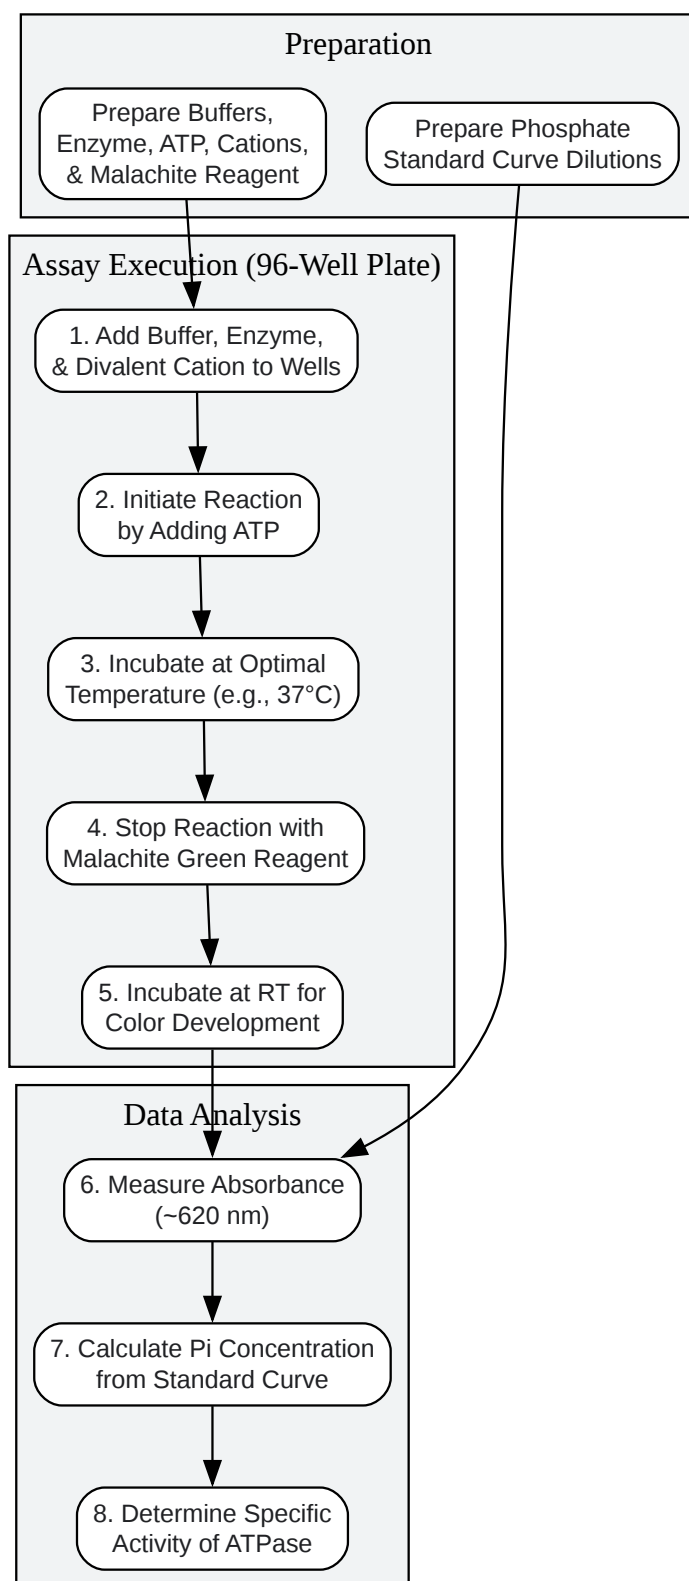 Preparation
Prepare Buffers,
Enzyme, ATP, Cations,
& Malachite Reagent
Prepare Phosphate
Standard Curve Dilutions
Assay Execution (96-Well Plate)
1. Add Buffer, Enzyme,
& Divalent Cation to Wells
2. Initiate Reaction
by Adding ATP
3. Incubate at Optimal
Temperature (e.g., 37°C)
4. Stop Reaction with
Malachite Green Reagent
5. Incubate at RT for
Color Development
Data Analysis
6. Measure Absorbance
(~620 nm)
7. Calculate Pi Concentration
from Standard Curve
8. Determine Specific
Activity of ATPase